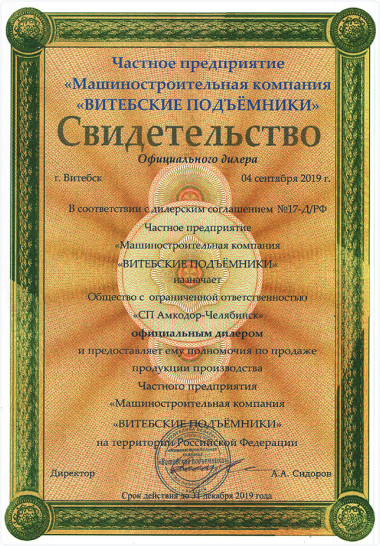 Частное предприятие
«Машиностроительная компания
«ВИТЕБСКИЕ ПОДЪЁМНИКИ»
Свидетельство
Официального дилера
г. Витебск 04 сентября 2019 г.
В соответствии с дилерским соглашением №17-Д/РФ
Частное предприятие
«Машиностроительная компания
«ВИТЕБСКИЕ ПОДЪЁМНИКИ»
назначает
Общество с ограниченной ответственностью
«СП Амкодор-Челябинск»
официальным дилером
и предоставляет ему полномочия по продаже
продукции производства
Частного предприятия
«Машиностроительная компания
«ВИТЕБСКИЕ ПОДЪЁМНИКИ»
на территории Российской Федерации
Директор А.А. Сидоров
Срок действия до 31 декабря 2019 года